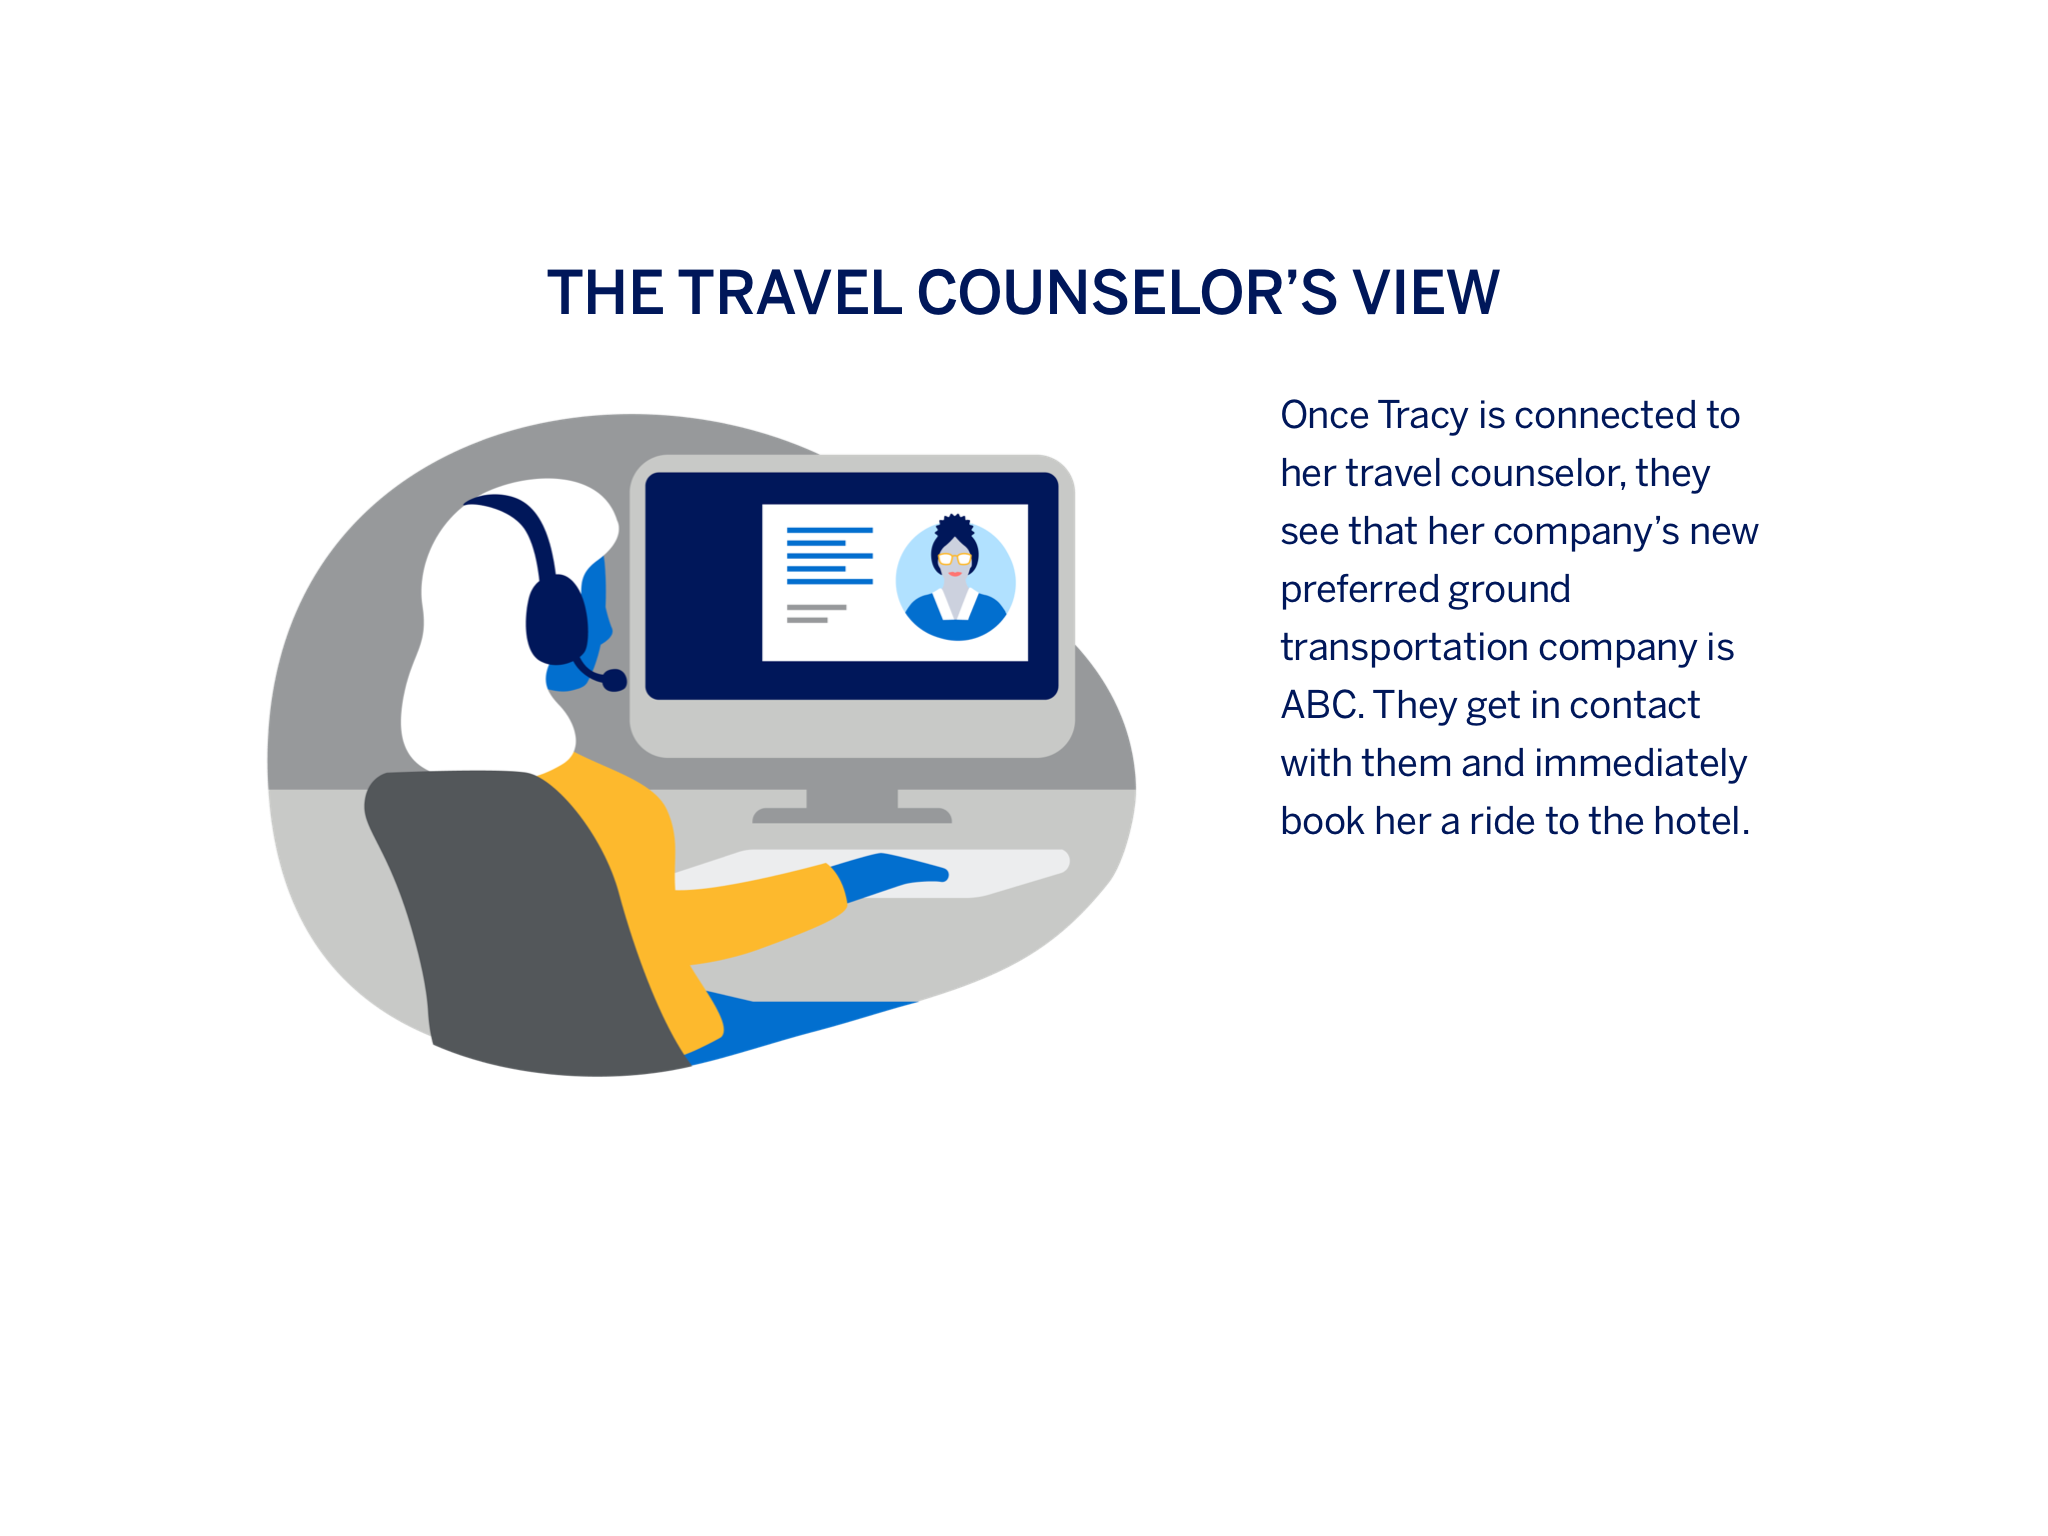 THE TRAVEL COUNSELOR’S VIEW
Once Tracy is connected to
her travel counselor, they
see that her company’s new
preferred ground
transportation company is
ABC. They get in contact
with them and immediately
book her a ride to the hotel.